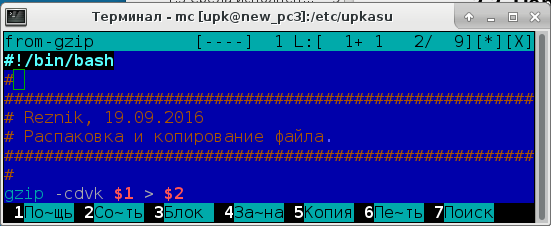 Терминал - mc [upk@new_pc3]:/etc/upkasu
from-gzip [----] 1 L:[ 1+ 1 2/ 9][*][X]
#!/bin/bash
#
#####################################################
# Reznik, 19.09.2016
# Распаковка и копирование файла.
#####################################################
#
gzip -cdvk $1 > $2
1По~щь 2Со~ть 3Блок 4За~на 5Копия 6Пе~ть 7Поиск